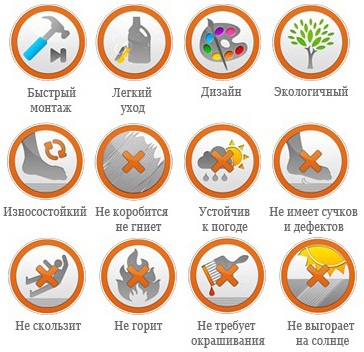 Быстрый
монтаж
Легкий
уход
Дизайн
Экологичный
Износостойкий
Не коробится
не гниет
Устойчив
к погоде
Не имеет сучков
и дефектов
Не скользит
Не горит
Не требует
окрашивания
Не выгорает
на солнце